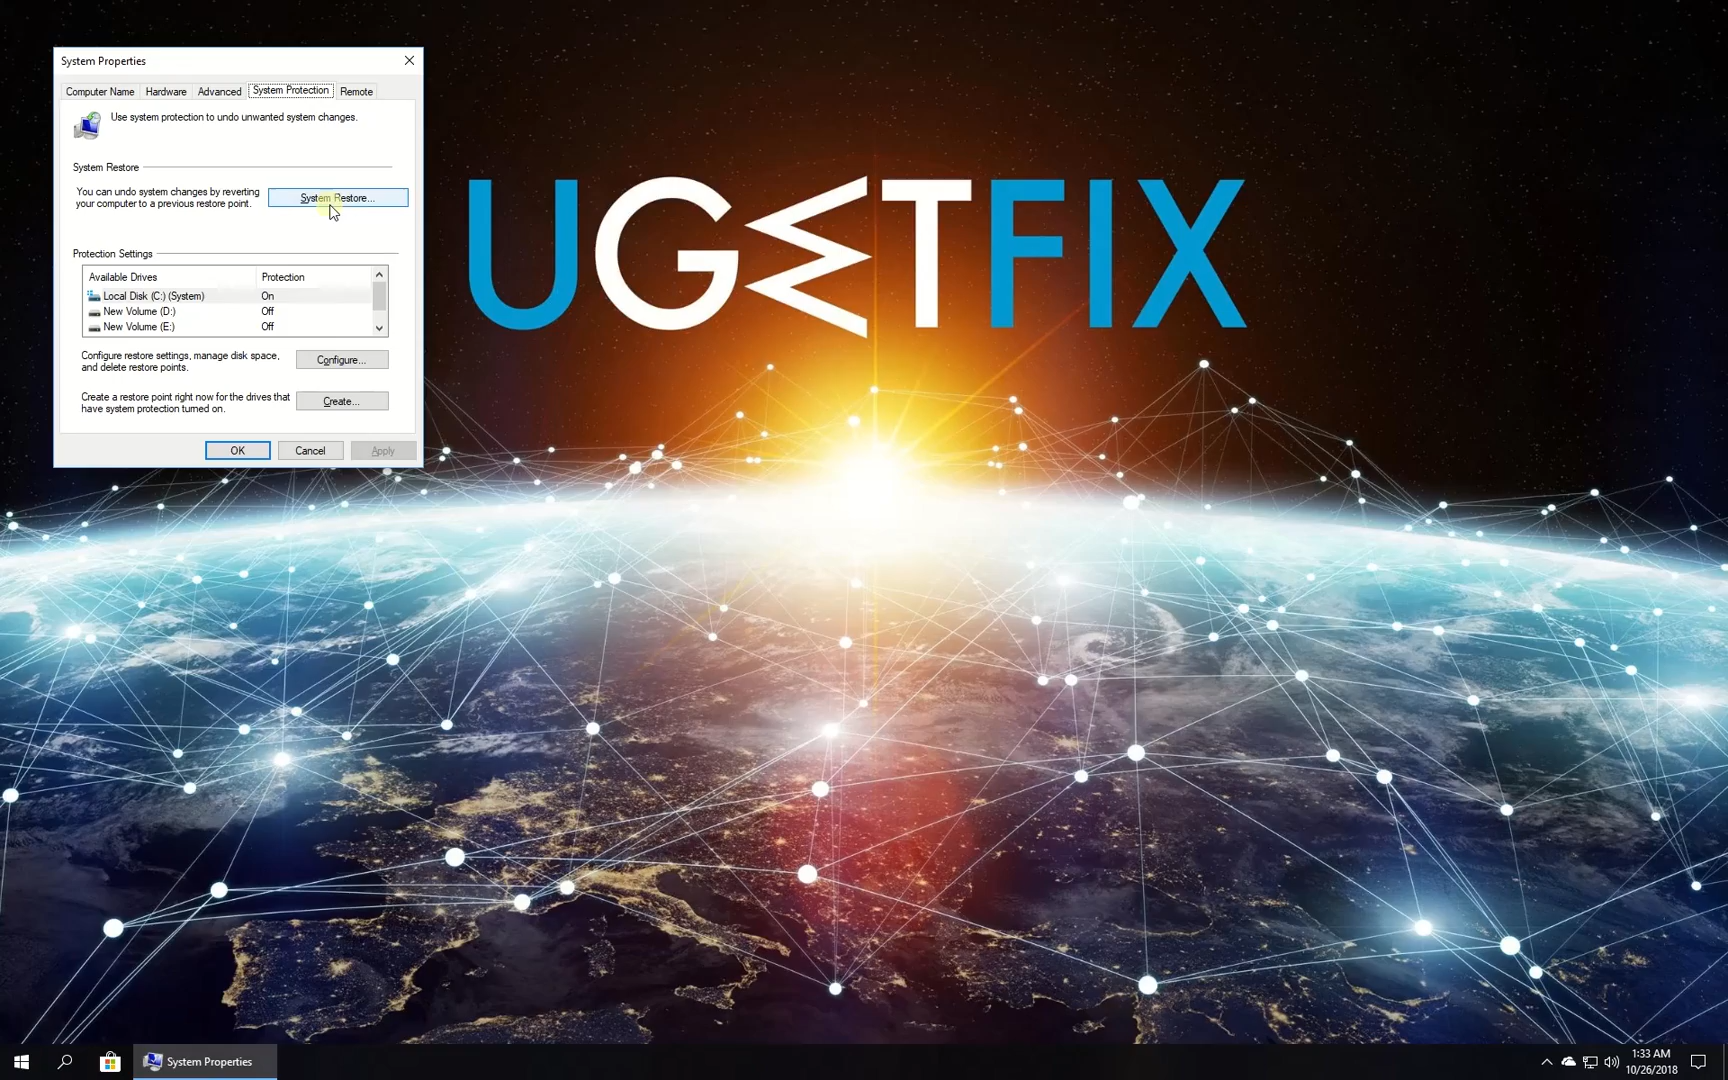 System Properties
Computer Name Hardware Advanced System Protection Remote
Use system protection to undo unwanted system changes.
System Restore
You can undo system changes by reverting
your computer to a previous restore point.
System Restore...
Protection Settings
Available Drives Protection
Local Disk (C:) (System) On
New Volume (D:) Off
New Volume (E:) Off
Configure restore settings, manage disk space,
and delete restore points.
Configure...
Create a restore point right now for the drives that
have system protection turned on.
Create...
OK Cancel Apply
UGETFIX
System Properties
1:33 AM
10/26/2018